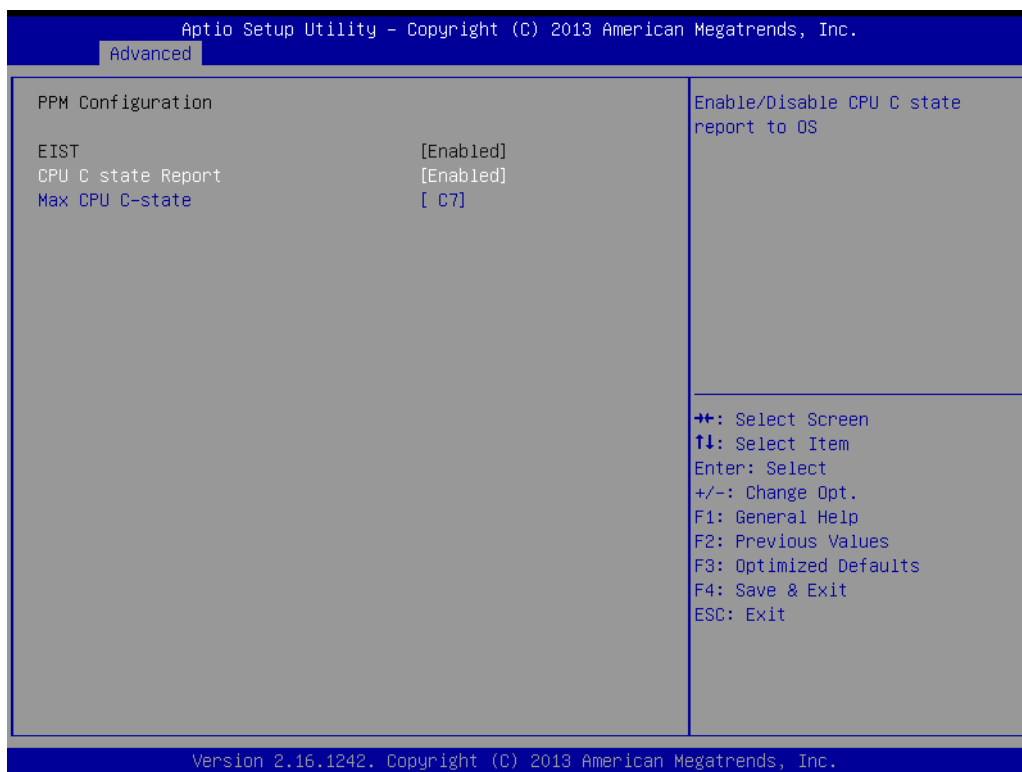 Aptio Setup Utility – Copyright (C) 2013 American Megatrends, Inc.
Advanced
PPM Configuration
EIST [Enabled]
CPU C state Report [Enabled]
Max CPU C-state [ C7]
Enable/Disable CPU C state
report to OS
→←: Select Screen
↑↓: Select Item
Enter: Select
+/-: Change Opt.
F1: General Help
F2: Previous Values
F3: Optimized Defaults
F4: Save & Exit
ESC: Exit
Version 2.16.1242. Copyright (C) 2013 American Megatrends, Inc.